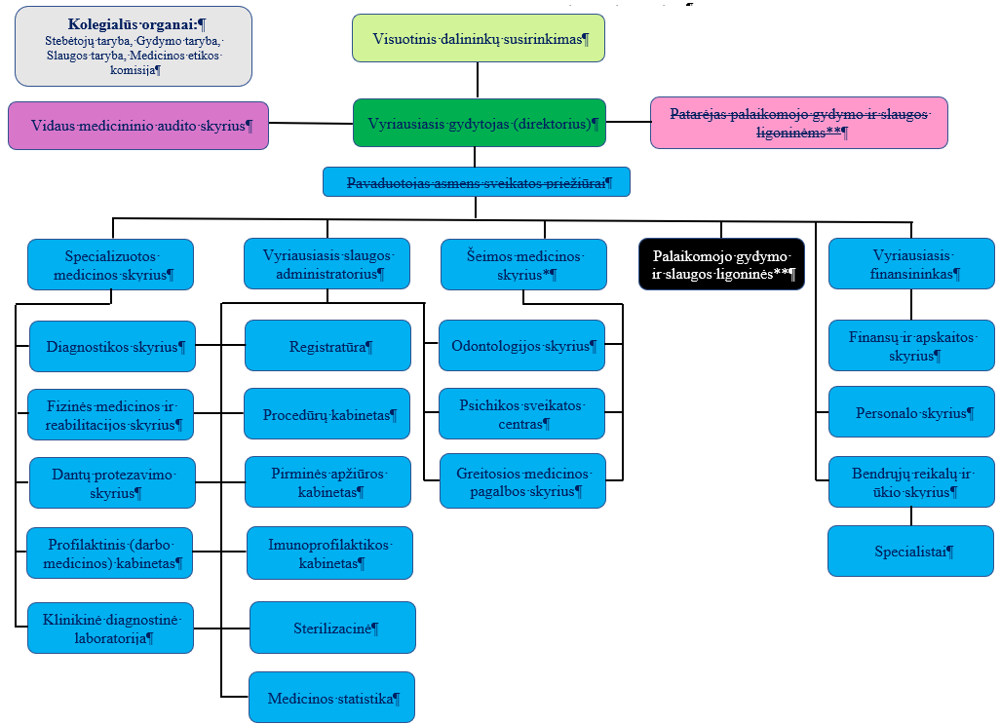 Kolegialūs organai:¶
Stebėtojų taryba, Gydymo taryba,
Slaugos taryba, Medicinos etikos
komisija¶
Visuotinis dalininkų susirinkimas¶
Vidaus medicininio audito skyrius¶
Vyriausiasis gydytojas (direktorius)¶
Patarėjas palaikomojo gydymo ir slaugos
ligoninėms**¶
Pavaduotojas asmens sveikatos priežiūrai¶
Specializuotos
medicinos skyrius¶
Vyriausiasis slaugos
administratorius¶
Šeimos medicinos
skyrius*¶
Palaikomojo gydymo
ir slaugos ligoninės**¶
Vyriausiasis
finansininkas¶
Diagnostikos skyrius¶
Registratūra¶
Odontologijos skyrius¶
Finansų ir apskaitos
skyrius¶
Fizinės medicinos ir
reabilitacijos skyrius¶
Procedūrų kabinetas¶
Psichikos sveikatos
centras¶
Personalo skyrius¶
Dantų protezavimo
skyrius¶
Pirminės apžiūros
kabinetas¶
Greitosios medicinos
pagalbos skyrius¶
Bendrųjų reikalų ir
ūkio skyrius¶
Profilaktinis (darbo
medicinos) kabinetas¶
Imunoprofilaktikos
kabinetas¶
Specialistai¶
Klinikinė diagnostinė
laboratorija¶
Sterilizacinė¶
Medicinos statistika¶